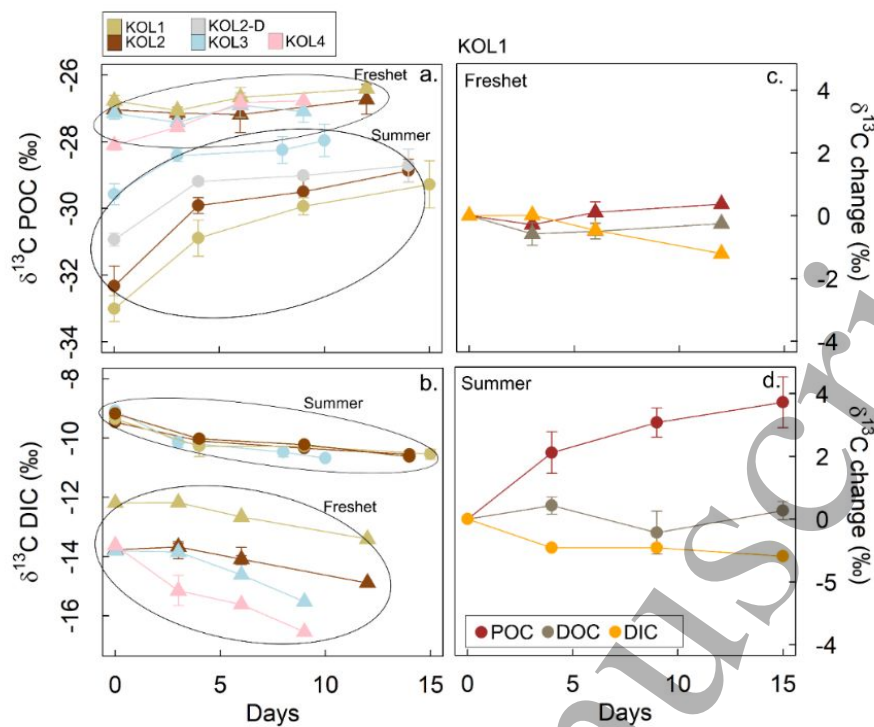 KOL1 KOL2-D
KOL2 KOL3 KOL4
KOL1
a.
Freshet
Summer
-26
-28
-30
-32
-34
δ¹³C POC (‰)
c.
Freshet
4
2
0
-2
-4
δ¹³C change (‰)
b.
Summer
Freshet
-8
-10
-12
-14
-16
δ¹³C DIC (‰)
0 5 10 15
Days
d.
Summer
4
2
0
-5
-4
δ¹³C change (‰)
POC DOC DIC
0 5 10 15
Days
uscri